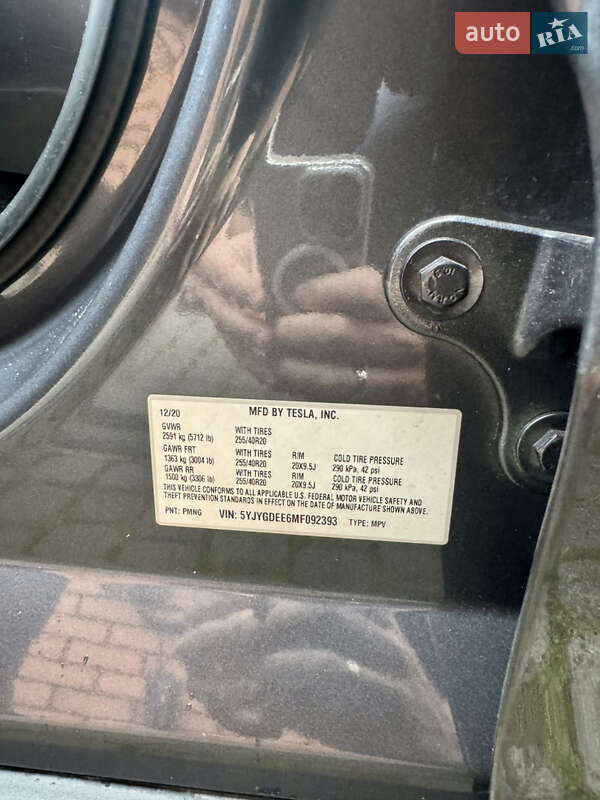 auto RIA .com
12/20 MFD BY TESLA, INC.
GVWR WITH TIRES
2591 kg (5712 lb) 255/40R20
GAWR FRT WITH TIRES RIM COLD TIRE PRESSURE
1363 kg (3004 lb) 255/40R20 20X9.5J 290 kPa, 42 psi
GAWR RR WITH TIRES RIM COLD TIRE PRESSURE
1500 kg (3306 lb) 255/40R20 20X9.5J 290 kPa, 42 psi
THIS VEHICLE CONFORMS TO ALL APPLICABLE U.S. FEDERAL MOTOR VEHICLE SAFETY AND
THEFT PREVENTION STANDARDS IN EFFECT ON THE DATE OF MANUFACTURE SHOWN ABOVE.
PNT: PMNG VIN: 5YJYGDEE6MF092393 TYPE: MPV